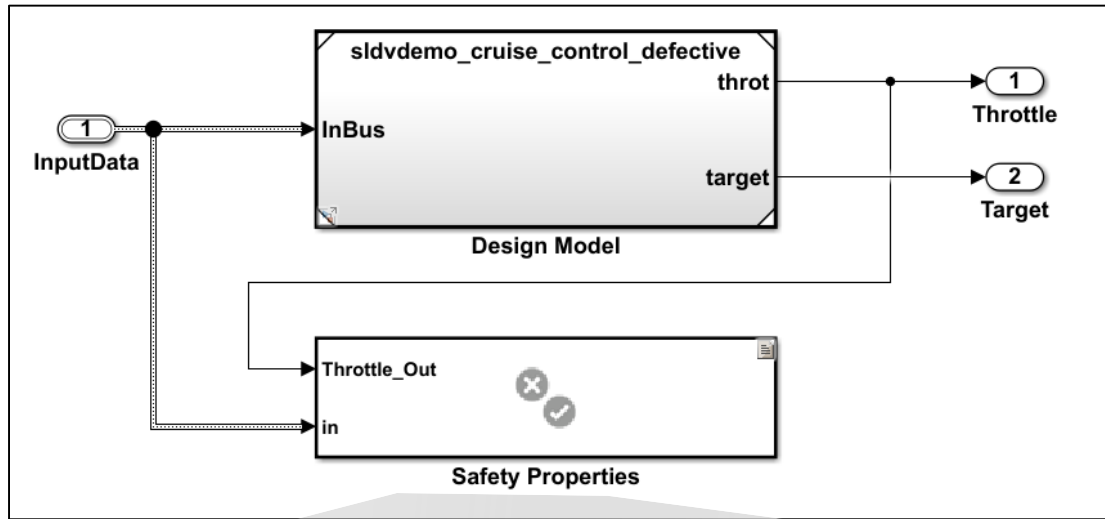 sldvdemo_cruise_control_defective
throt
1
Throttle
1
InBus
InputData
target
2
Target
Design Model
Throttle_Out
in
Safety Properties